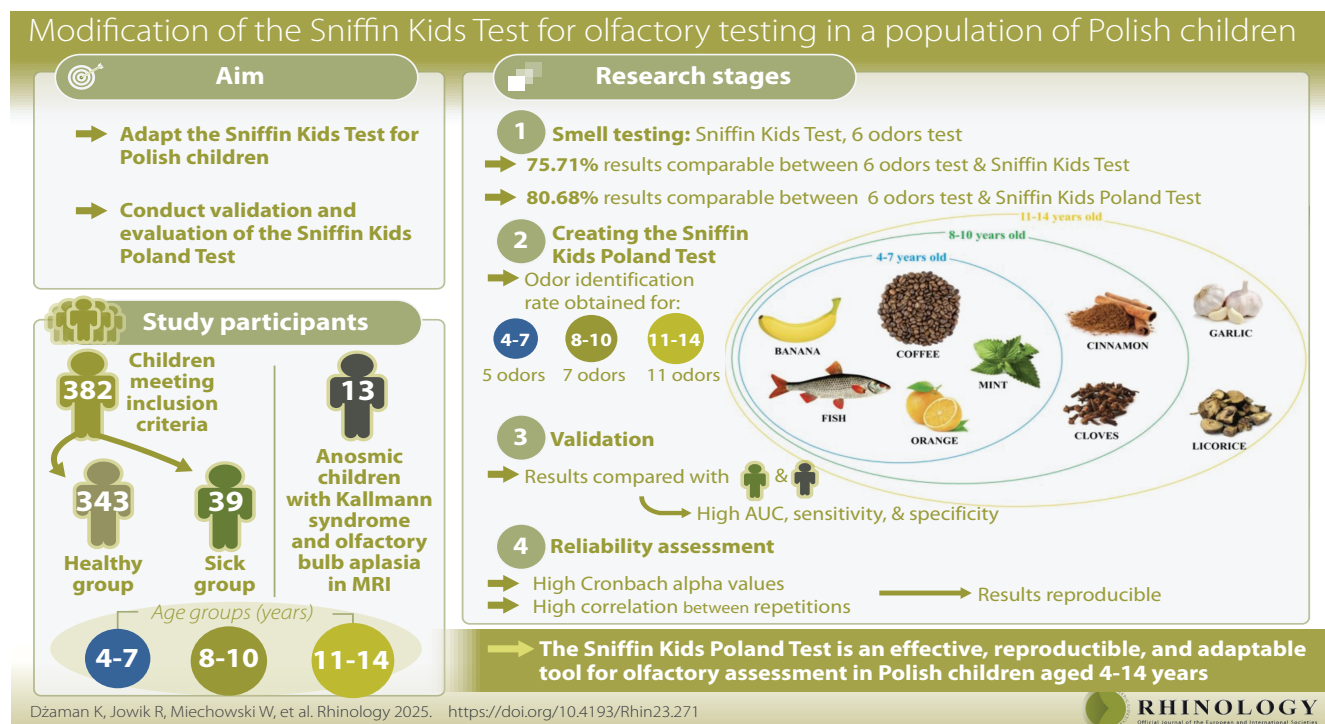 Modification of the Sniffin Kids Test for olfactory testing in a population of Polish children
Aim
Adapt the Sniffin Kids Test for
Polish children
Conduct validation and
evaluation of the Sniffin Kids
Poland Test
Study participants
382
Children
meeting
inclusion
criteria
343
Healthy
group
39
Sick
group
13
Anosmic
children
with Kallmann
syndrome
and olfactory
bulb aplasia
in MRI
Age groups (years)
4-7
8-10
11-14
Research stages
1
Smell testing: Sniffin Kids Test, 6 odors test
75.71% results comparable between 6 odors test & Sniffin Kids Test
80.68% results comparable between 6 odors test & Sniffin Kids Poland Test
2
Creating the Sniffin
Kids Poland Test
Odor identification
rate obtained for:
4-7
8-10
11-14
5 odors
7 odors
11 odors
11-14 years old
8-10 years old
4-7 years old
BANANA
COFFEE
MINT
FISH
ORANGE
CINNAMON
CLOVES
GARLIC
LICORICE
3
Validation
Results compared with
&
High AUC, sensitivity, & specificity
4
Reliability assessment
High Cronbach alpha values
High correlation between repetitions
Results reproducible
The Sniffin Kids Poland Test is an effective, reproducible, and adaptable
tool for olfactory assessment in Polish children aged 4-14 years
Dżaman K, Jowik R, Miechowski W, et al. Rhinology 2025. https://doi.org/10.4193/Rhin23.271
RHINOLOGY
Official Journal of the European and International Societies